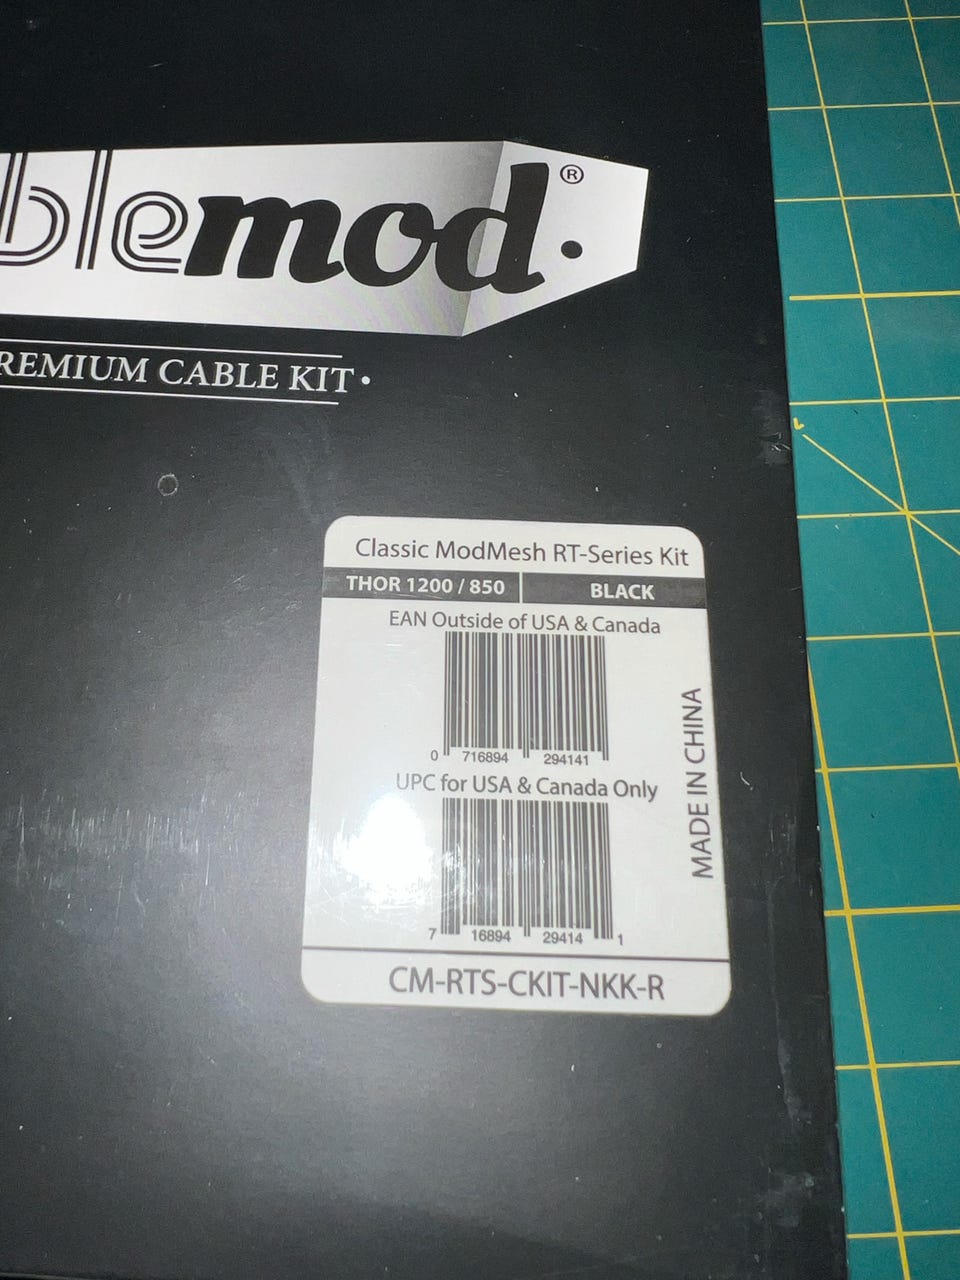 blemod®.
REMIUM CABLE KIT•
Classic ModMesh RT-Series Kit
THOR 1200 / 850 BLACK
EAN Outside of USA & Canada
0 716894 294141
UPC for USA & Canada Only
7 16894 29414 1
MADE IN CHINA
CM-RTS-CKIT-NKK-R